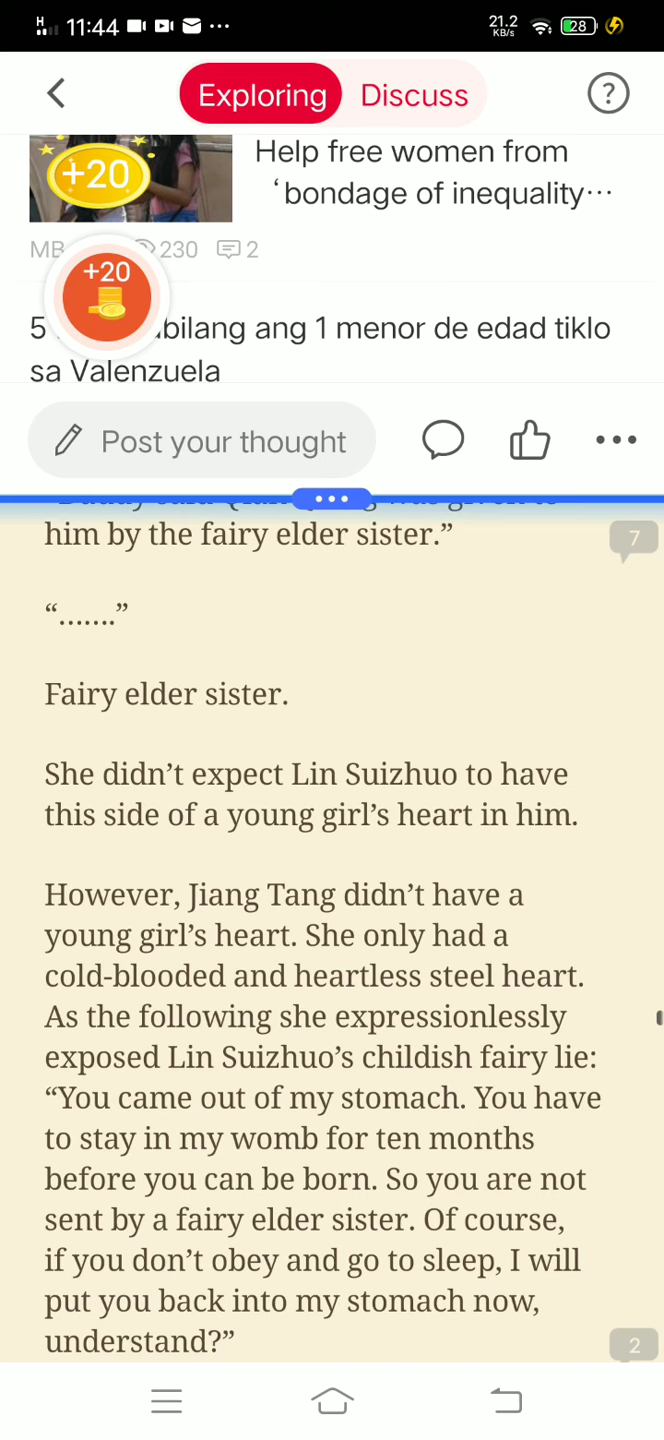 H 11:44 ... 21.2 KB/s 28
Exploring Discuss ?
+20
Help free women from
‘bondage of inequality…
MB 230 2
+20
5 bilang ang 1 menor de edad tiklo
sa Valenzuela
Post your thought
him by the fairy elder sister.”
7
“.......”
Fairy elder sister.
She didn’t expect Lin Suizhuo to have
this side of a young girl’s heart in him.
However, Jiang Tang didn’t have a
young girl’s heart. She only had a
cold-blooded and heartless steel heart.
As the following she expressionlessly
exposed Lin Suizhuo’s childish fairy lie:
“You came out of my stomach. You have
to stay in my womb for ten months
before you can be born. So you are not
sent by a fairy elder sister. Of course,
if you don’t obey and go to sleep, I will
put you back into my stomach now,
understand?”
2